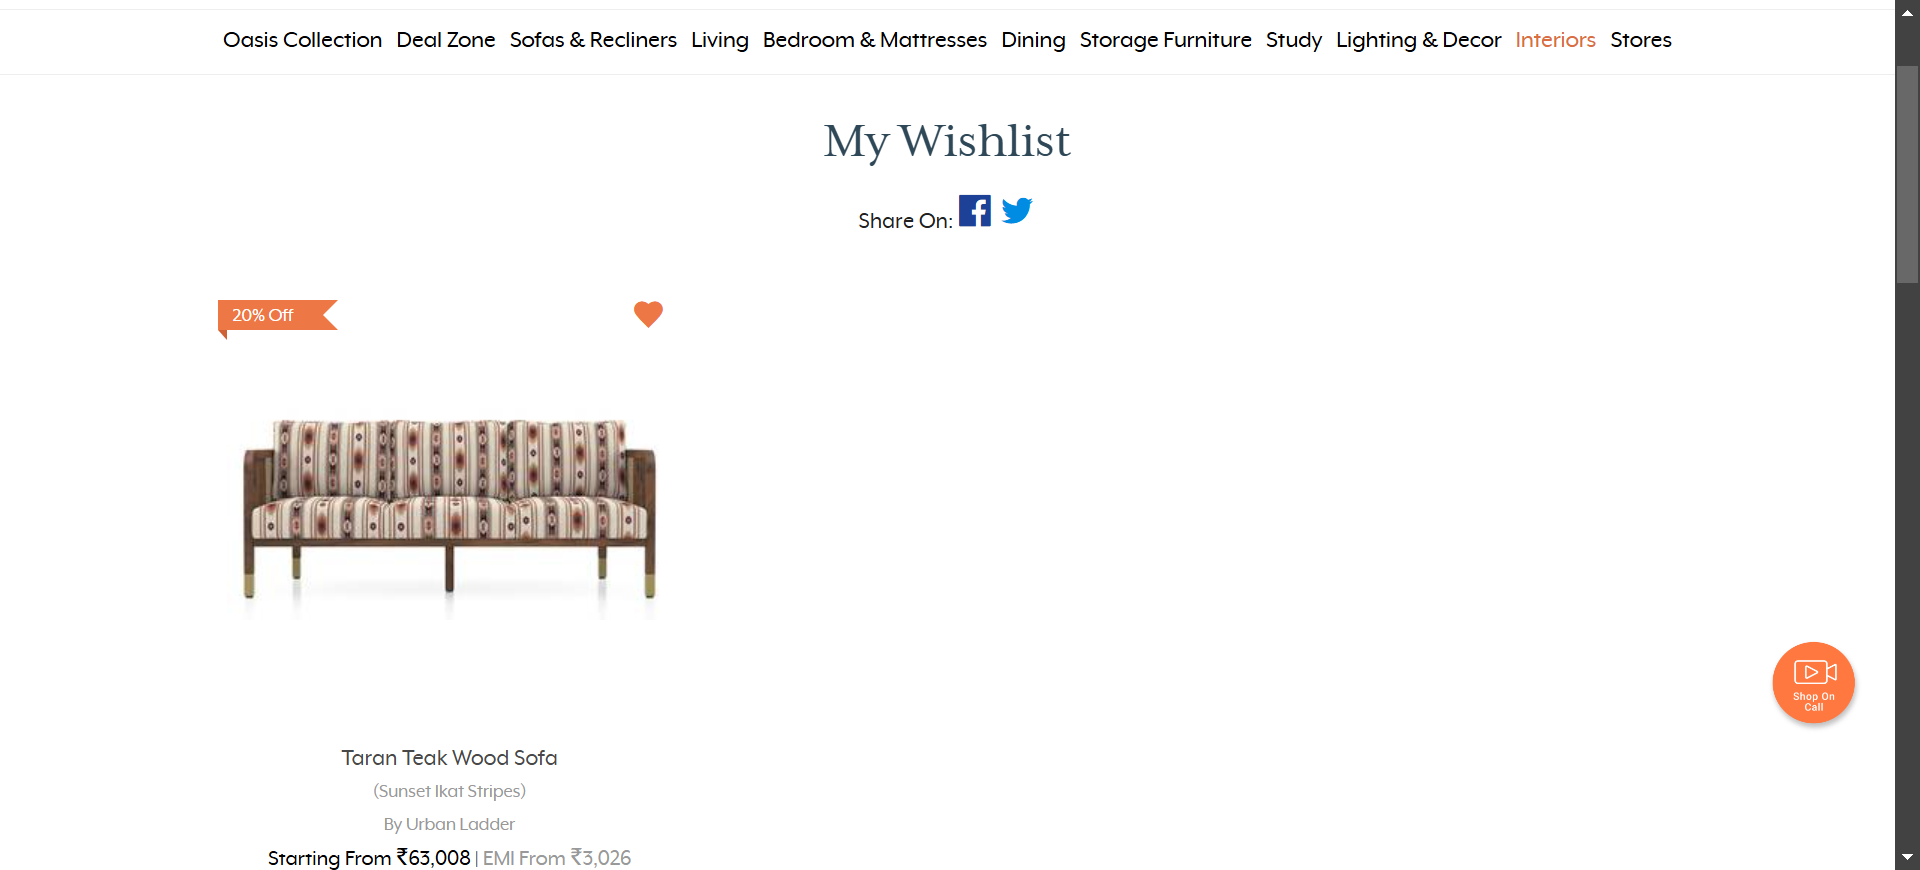 Oasis Collection Deal Zone Sofas & Recliners Living Bedroom & Mattresses Dining Storage Furniture Study Lighting & Decor Interiors Stores
My Wishlist
Share On:
20% Off
Shop On
Call
Taran Teak Wood Sofa
(Sunset Ikat Stripes)
By Urban Ladder
Starting From ₹63,008 | EMI From ₹3,026